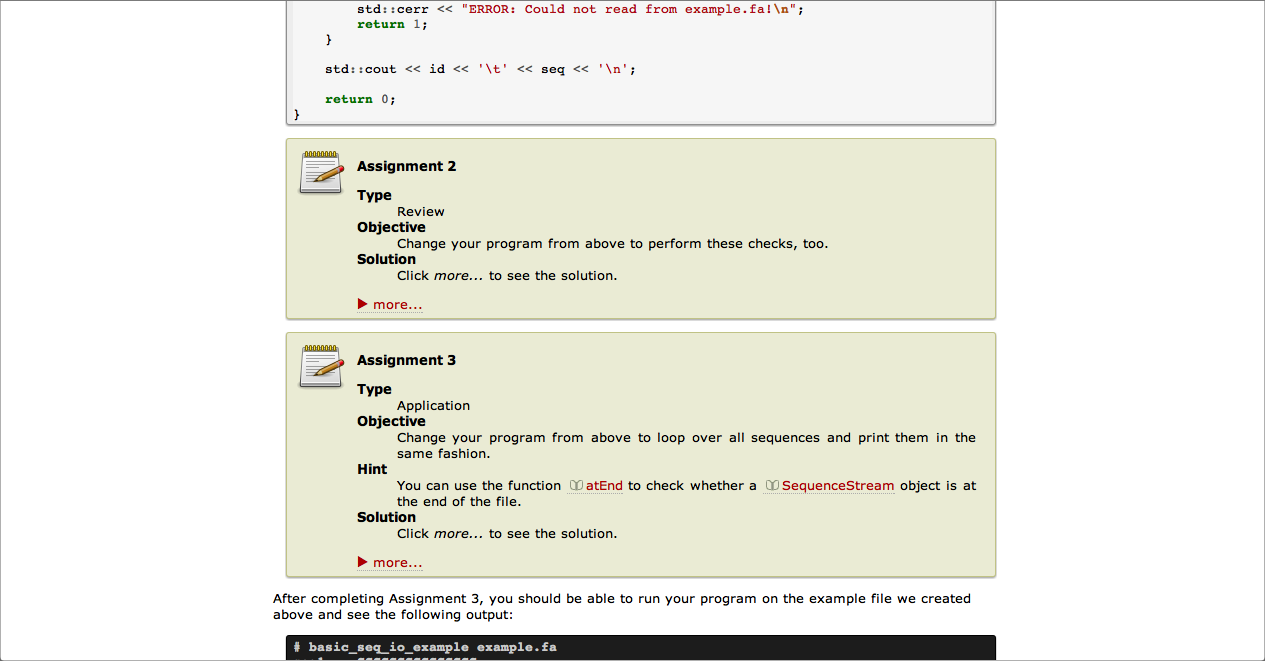 std::cerr << "ERROR: Could not read from example.fa!\n";
return 1;
}
std::cout << id << '\t' << seq << '\n';
return 0;
}
Assignment 2
Type
Review
Objective
Change your program from above to perform these checks, too.
Solution
Click more... to see the solution.
more...
Assignment 3
Type
Application
Objective
Change your program from above to loop over all sequences and print them in the
same fashion.
Hint
You can use the function atEnd to check whether a SequenceStream object is at
the end of the file.
Solution
Click more... to see the solution.
more...
After completing Assignment 3, you should be able to run your program on the example file we created
above and see the following output:
# basic_seq_io_example example.fa